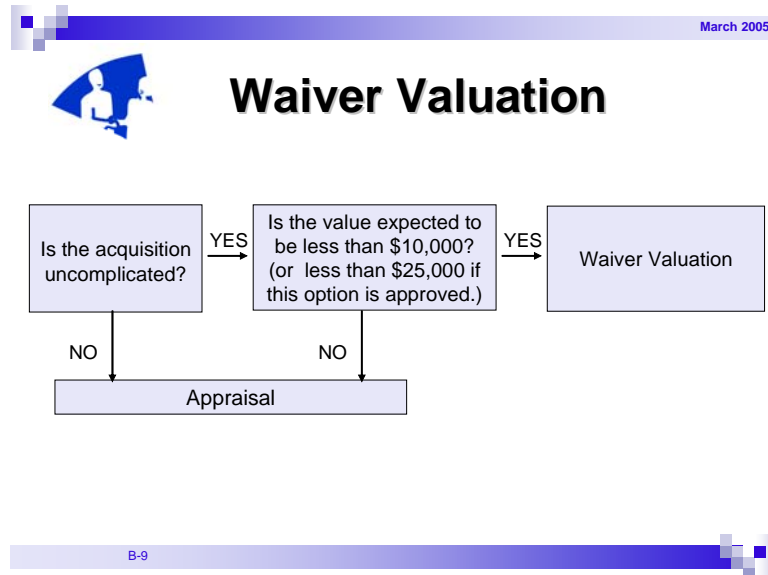 March 2005
Waiver Valuation
Is the acquisition
uncomplicated?
YES
Is the value expected to
be less than $10,000?
(or less than $25,000 if
this option is approved.)
YES
Waiver Valuation
NO
NO
Appraisal
B-9